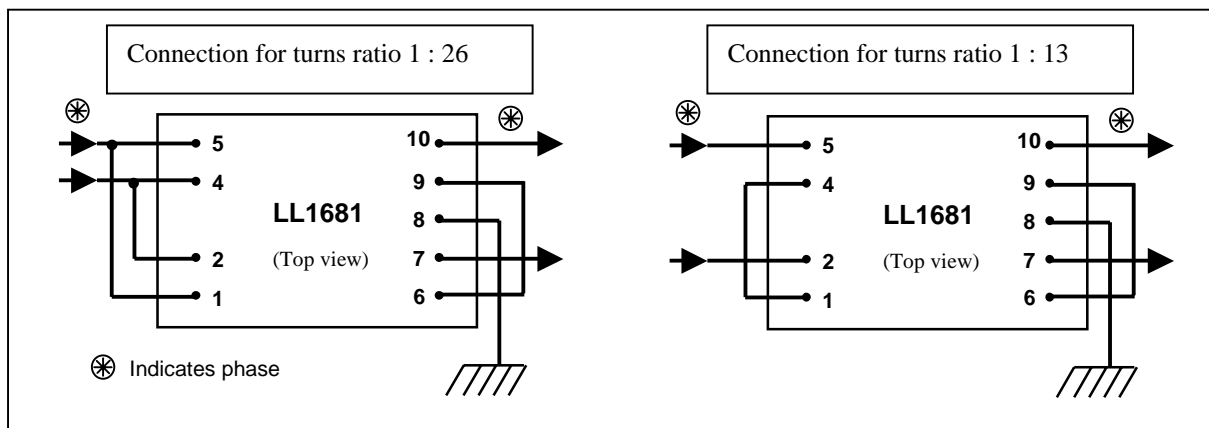 Connection for turns ratio 1 : 26
5
4
2
1
10
9
8
7
6
LL1681
(Top view)
Indicates phase
Connection for turns ratio 1 : 13
5
4
2
1
10
9
8
7
6
LL1681
(Top view)